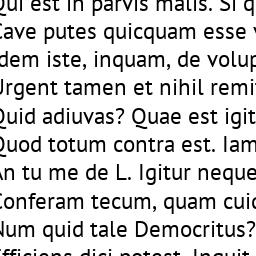 Qui est in parvis malis. Si q
Cave putes quicquam esse v
dem iste, inquam, de volup
Urgent tamen et nihil remi
Quid adiuvas? Quae est igit
Quod totum contra est. Iam
An tu me de L. Igitur neque
Conferam tecum, quam cuic
Num quid tale Democritus?
Efficiens dici potest. Inquit